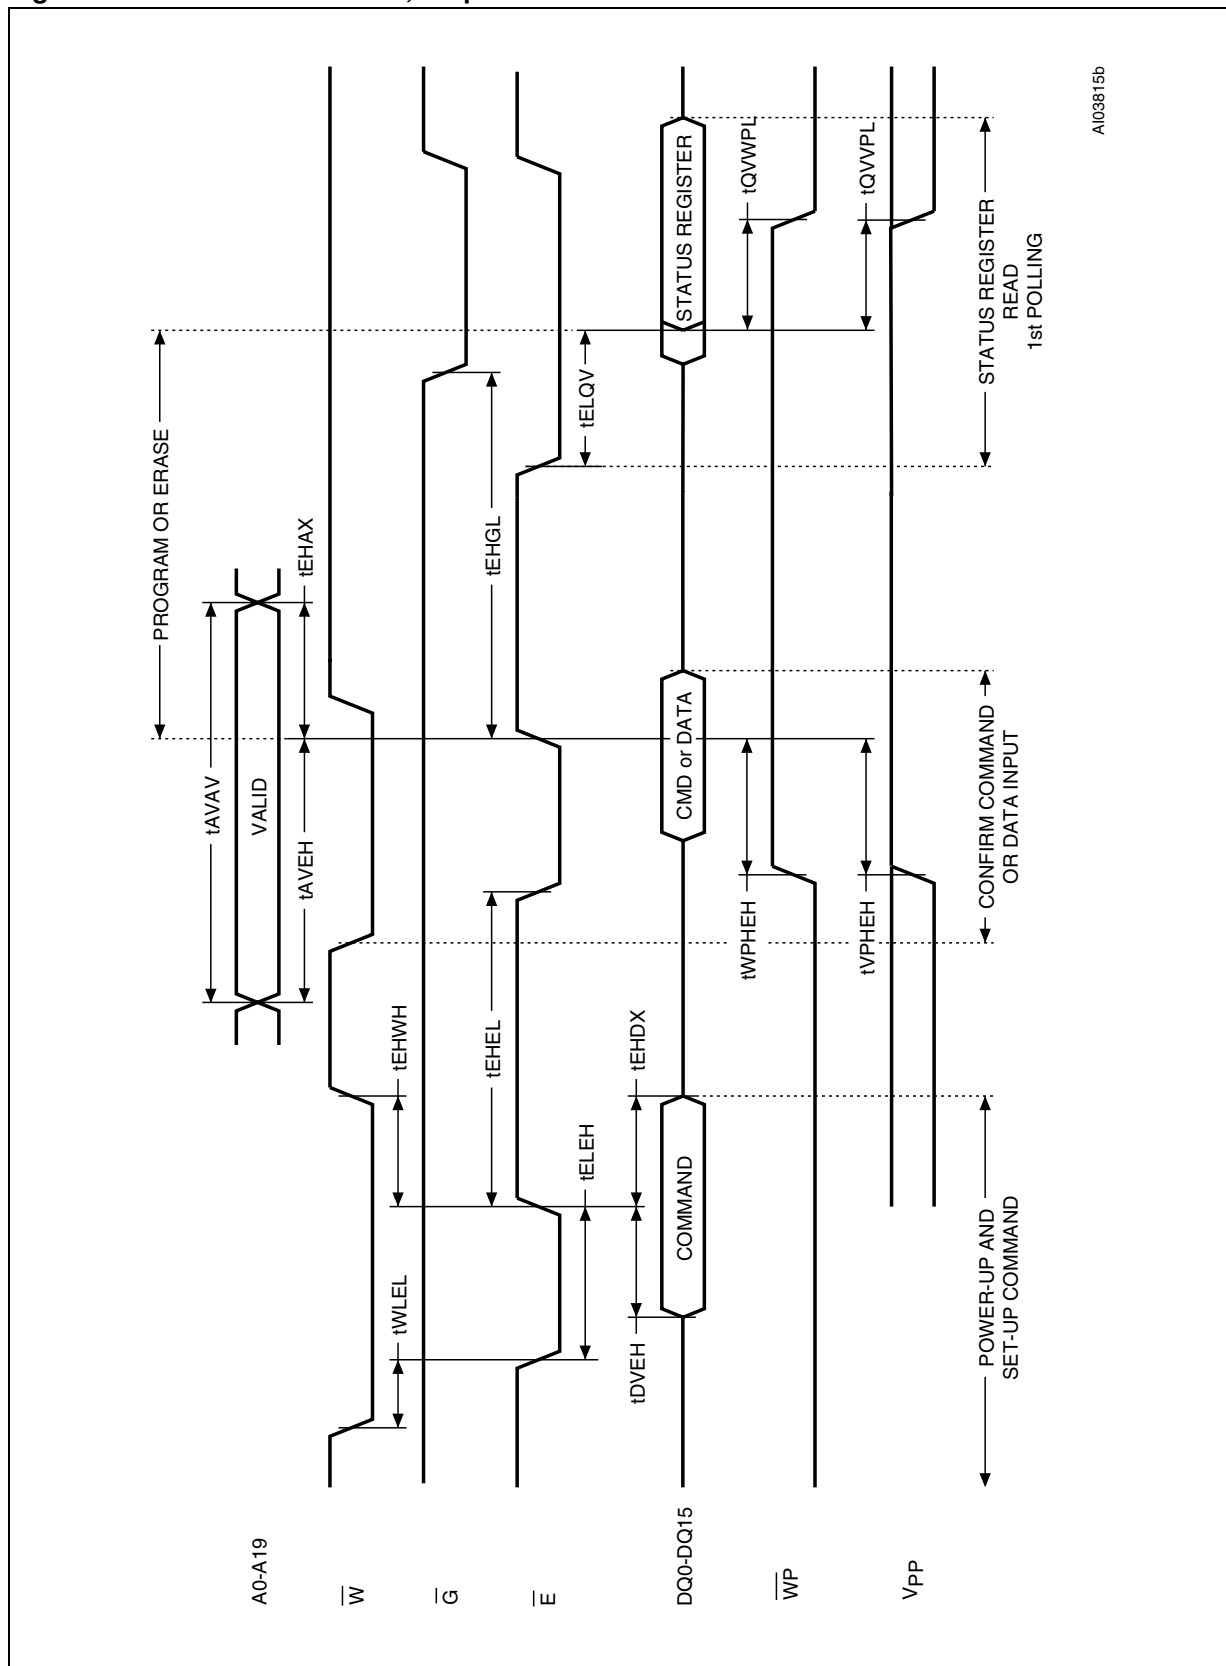 A0-A19
tAVAV
VALID
tAVEH
tEHAX
PROGRAM OR ERASE
W
tWLEL
tEHWH
G
tEHEL
tEHGL
E
tELEH
tELQV
DQ0-DQ15
tDVEH
tEHDX
COMMAND
CMD or DATA
STATUS REGISTER
WP
tWPHEH
tQVWPL
VPP
tVPHEH
tQVVPL
POWER-UP AND
SET-UP COMMAND
CONFIRM COMMAND
OR DATA INPUT
STATUS REGISTER
READ
1st POLLING
AI03815b